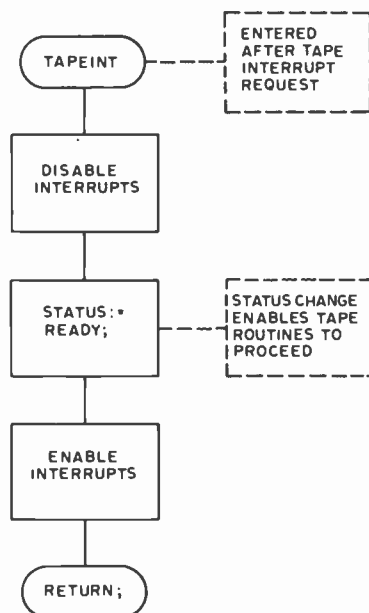 TAPEINT
ENTERED
AFTER TAPE
INTERRUPT
REQUEST
DISABLE
INTERRUPTS
STATUS:=
READY;
STATUS CHANGE
ENABLES TAPE
ROUTINES TO
PROCEED
ENABLE
INTERRUPTS
RETURN;